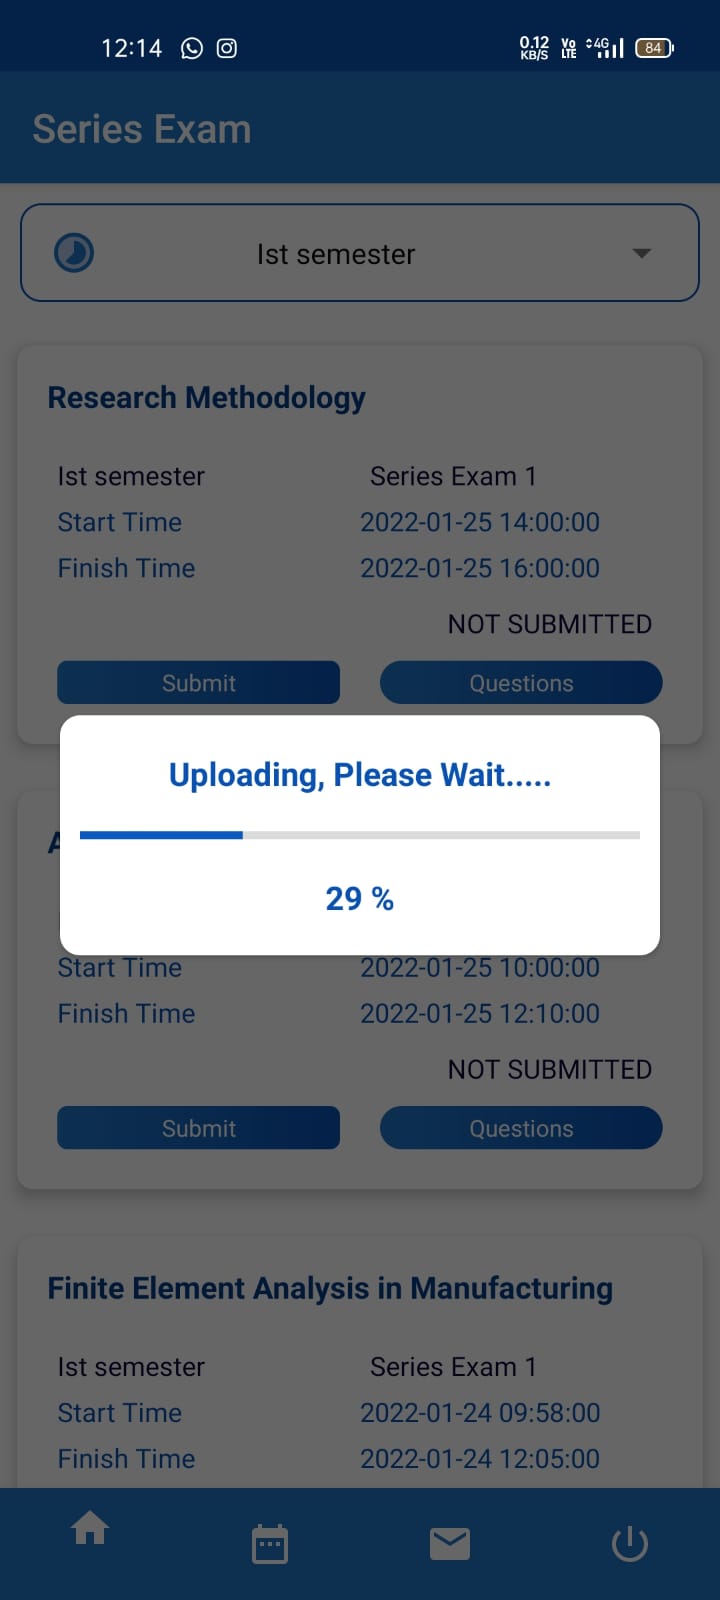 12:14 0.12 KB/S Vo LTE 4G 84
Series Exam
Ist semester
Research Methodology
Ist semester Series Exam 1
Start Time 2022-01-25 14:00:00
Finish Time 2022-01-25 16:00:00
NOT SUBMITTED
Submit Questions
Uploading, Please Wait.....
29 %
Start Time 2022-01-25 10:00:00
Finish Time 2022-01-25 12:10:00
NOT SUBMITTED
Submit Questions
Finite Element Analysis in Manufacturing
Ist semester Series Exam 1
Start Time 2022-01-24 09:58:00
Finish Time 2022-01-24 12:05:00